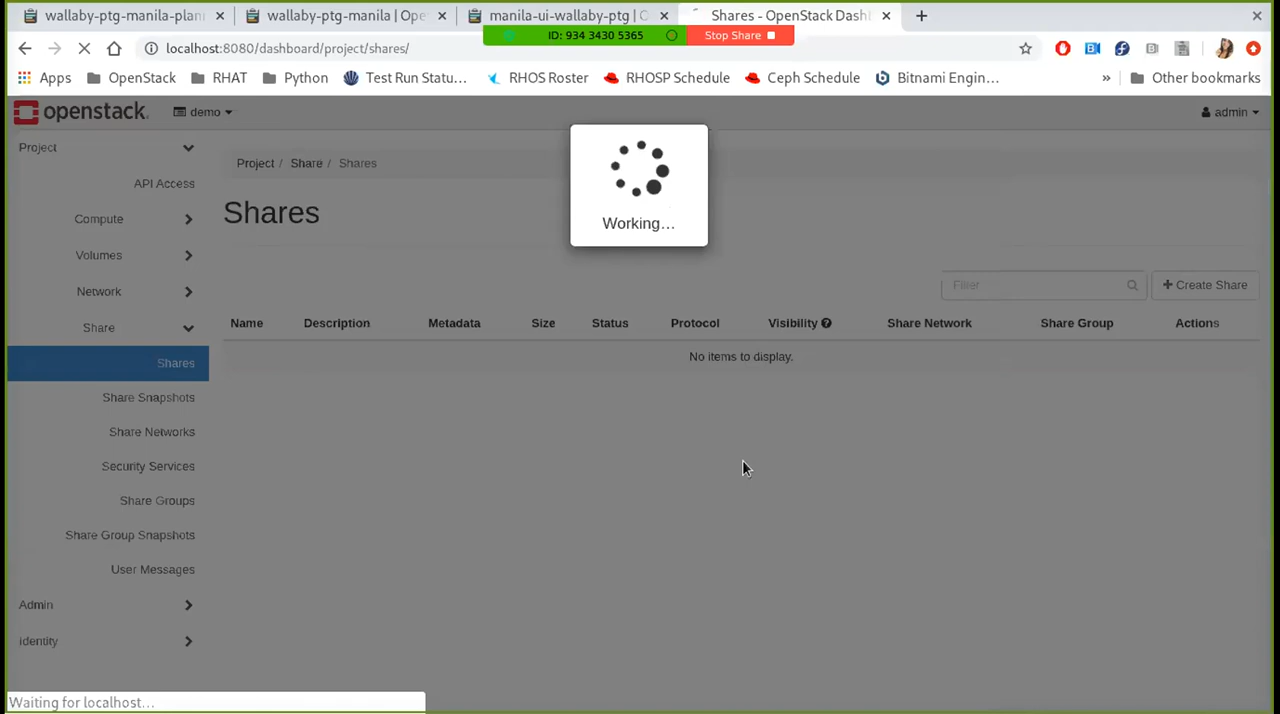 wallaby-ptg-manila-plann
wallaby-ptg-manila | Ope
manila-ui-wallaby-ptg | O
Shares - OpenStack Dash
ID: 934 3430 5365
Stop Share
localhost:8080/dashboard/project/shares/
Apps
OpenStack
RHAT
Python
Test Run Statu...
RHOS Roster
RHOSP Schedule
Ceph Schedule
Bitnami Engin...
»
Other bookmarks
openstack.
demo
admin
Project
API Access
Compute
Volumes
Network
Share
Shares
Share Snapshots
Share Networks
Security Services
Share Groups
Share Group Snapshots
User Messages
Admin
Identity
Project / Share / Shares
Shares
Working...
Filter
+ Create Share
Name Description Metadata Size Status Protocol Visibility Share Network Share Group Actions
No items to display.
Waiting for localhost...